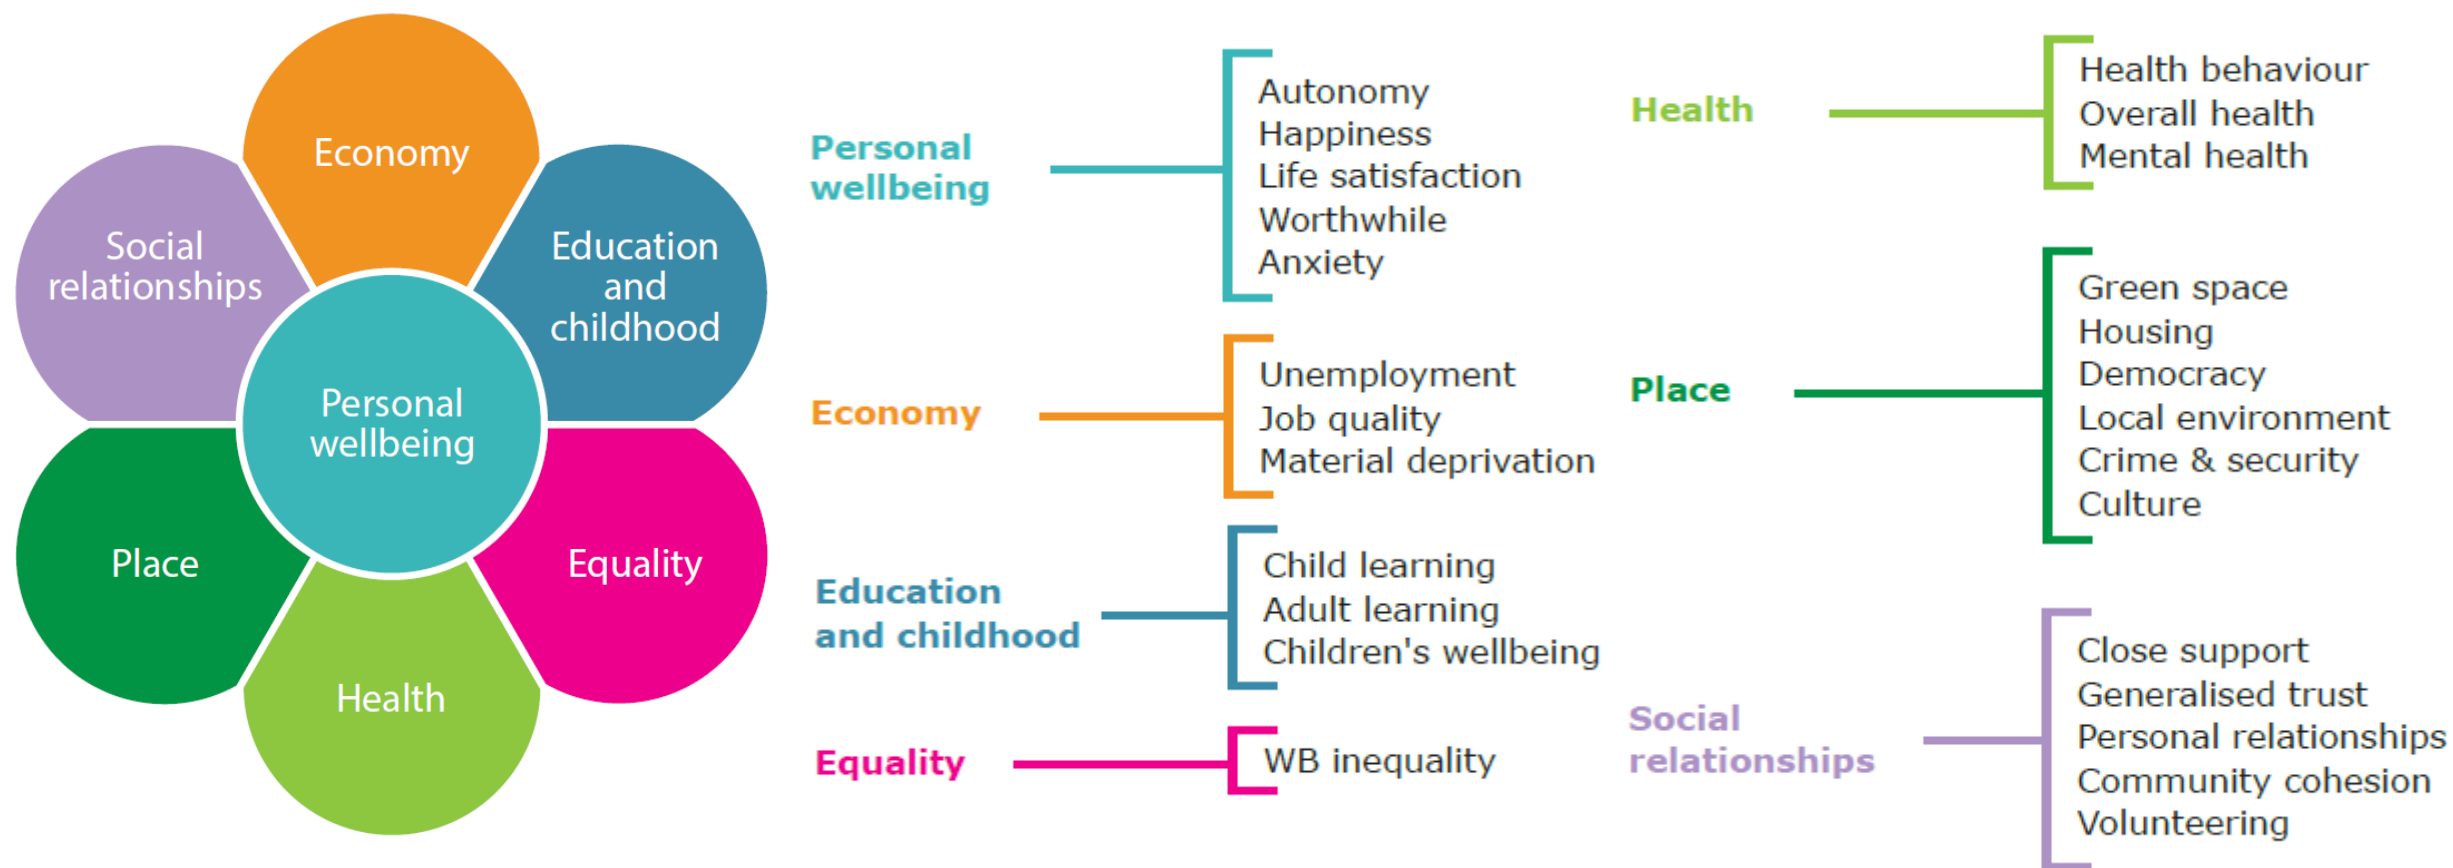 Economy
Social
relationships
Education
and
childhood
Personal
wellbeing
Place
Equality
Health
Personal
wellbeing
Autonomy
Happiness
Life satisfaction
Worthwhile
Anxiety
Economy
Unemployment
Job quality
Material deprivation
Education
and childhood
Child learning
Adult learning
Children's wellbeing
Equality
WB inequality
Health
Health behaviour
Overall health
Mental health
Place
Green space
Housing
Democracy
Local environment
Crime & security
Culture
Social
relationships
Close support
Generalised trust
Personal relationships
Community cohesion
Volunteering